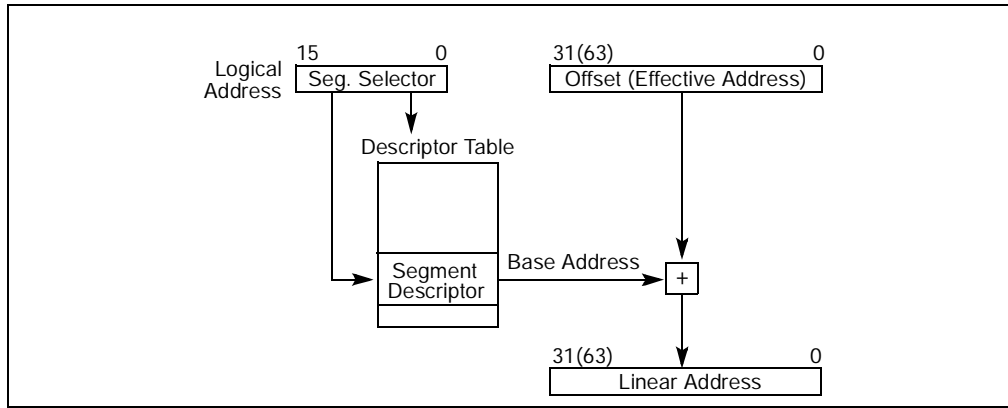 15 0
31(63) 0
Logical
Address
Seg. Selector
Offset (Effective Address)
Descriptor Table
Segment
Descriptor
Base Address
+
31(63) 0
Linear Address